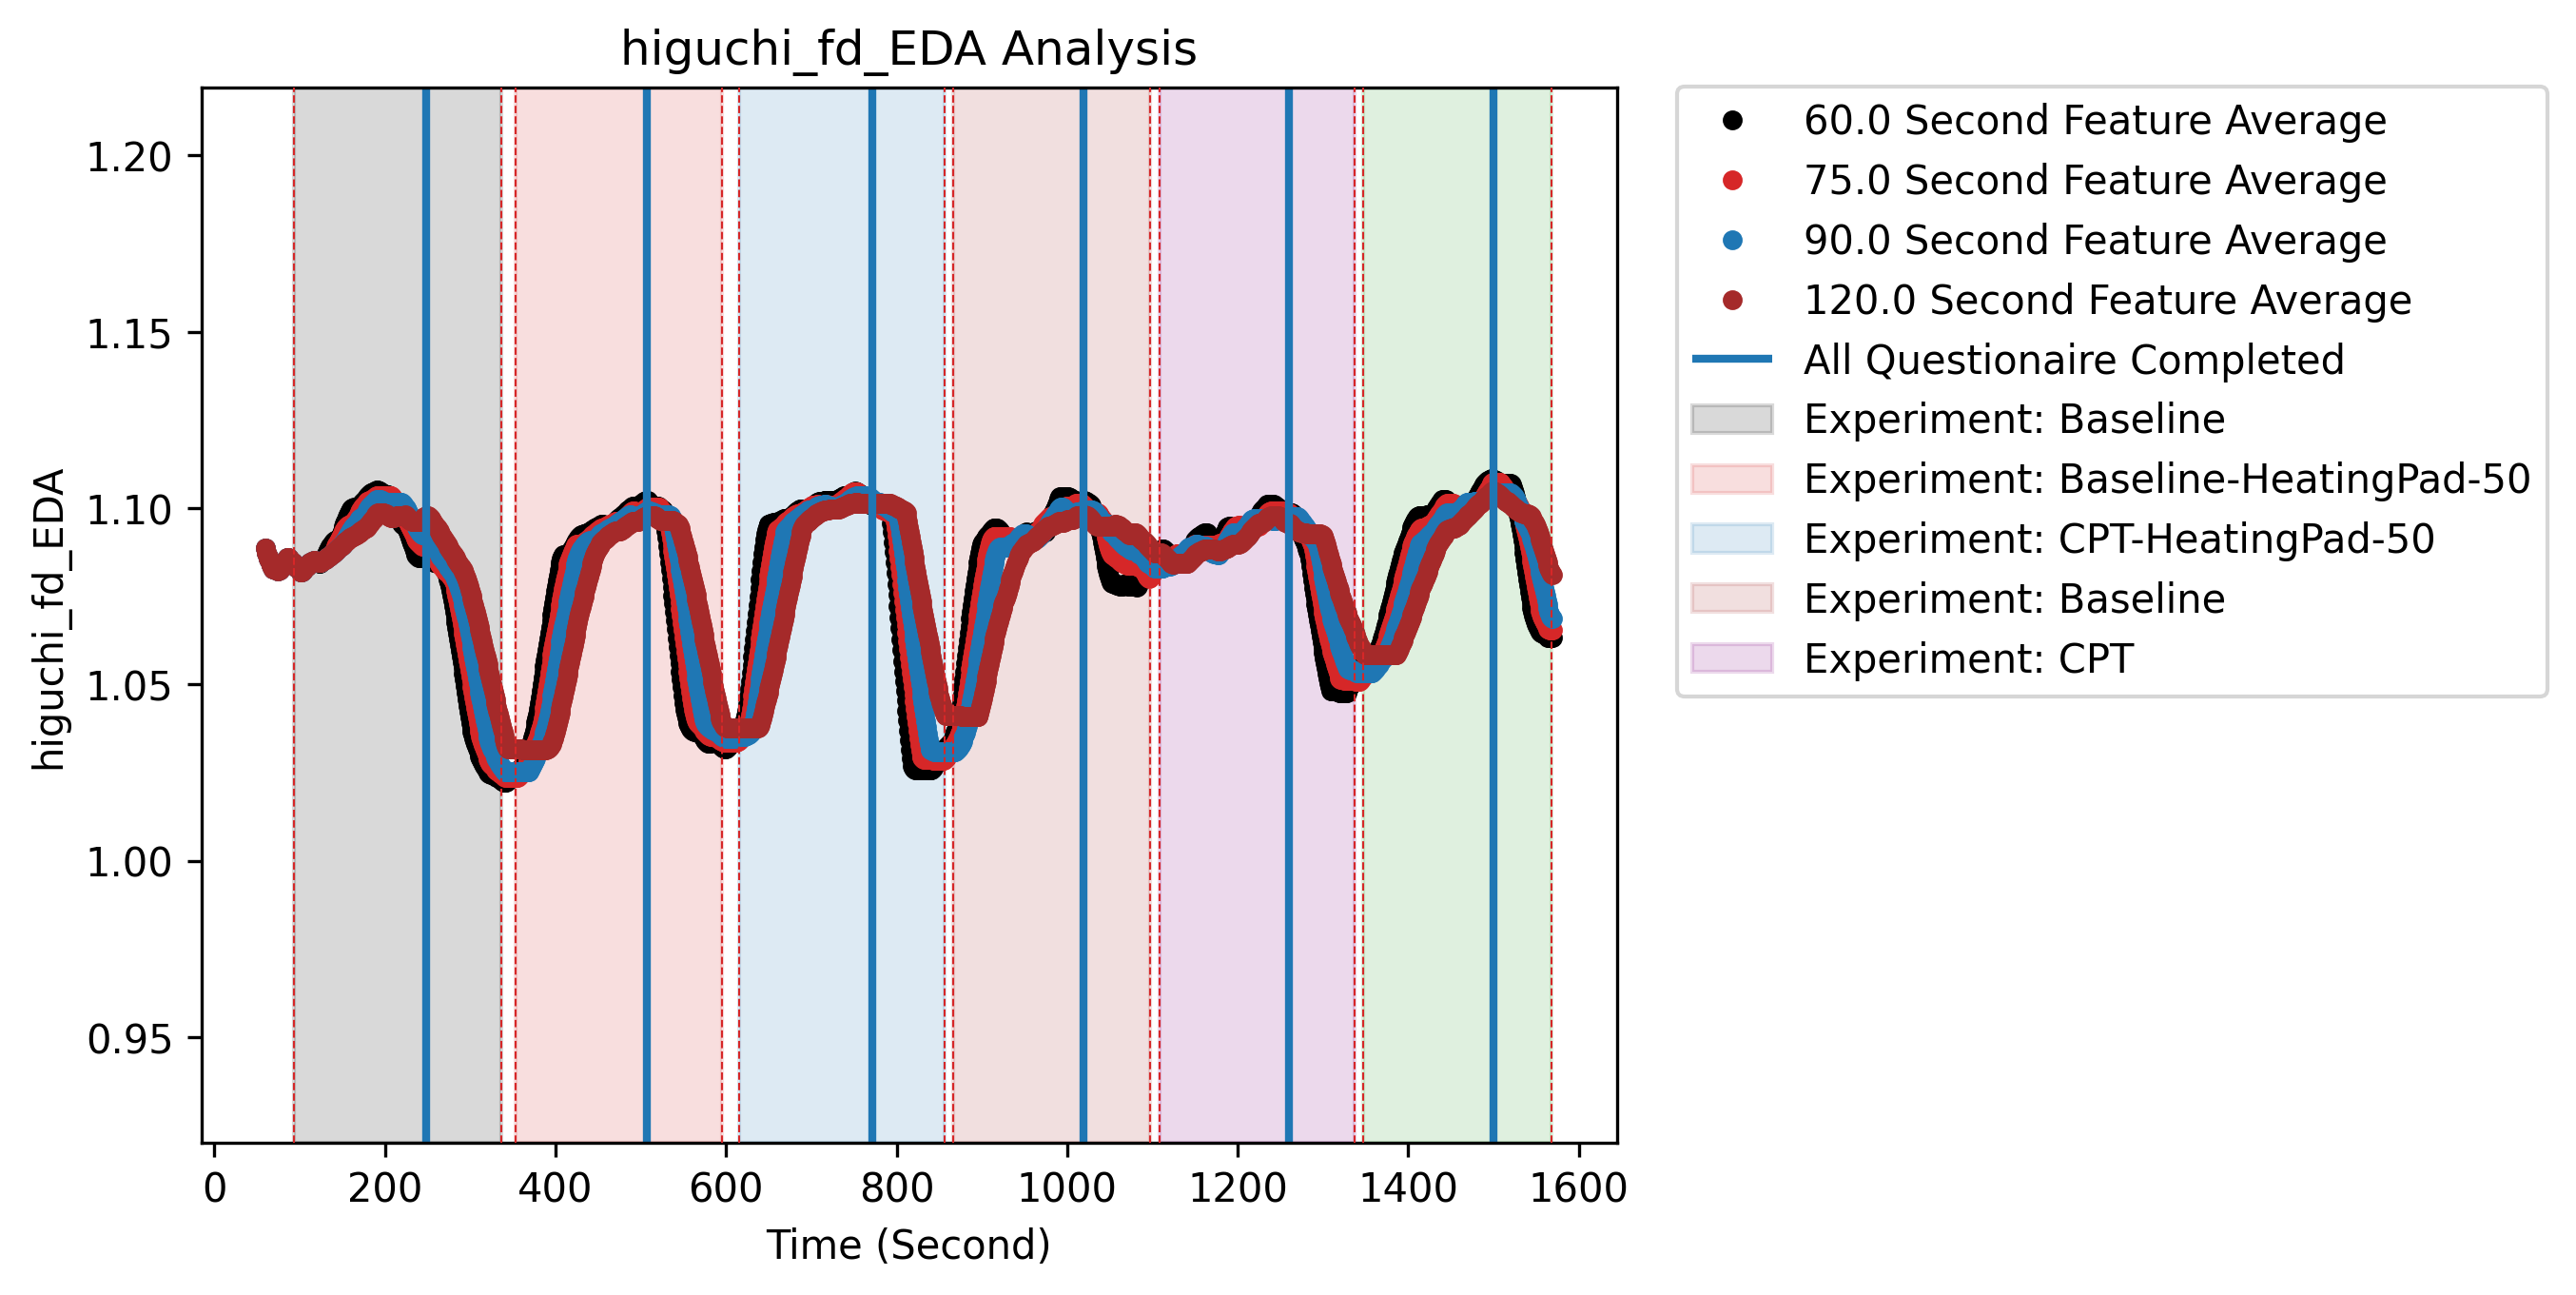 higuchi_fd_EDA Analysis
higuchi_fd_EDA
1.20
1.15
1.10
1.05
1.00
0.95
0 200 400 600 800 1000 1200 1400 1600
Time (Second)
60.0 Second Feature Average
75.0 Second Feature Average
90.0 Second Feature Average
120.0 Second Feature Average
All Questionaire Completed
Experiment: Baseline
Experiment: Baseline-HeatingPad-50
Experiment: CPT-HeatingPad-50
Experiment: Baseline
Experiment: CPT